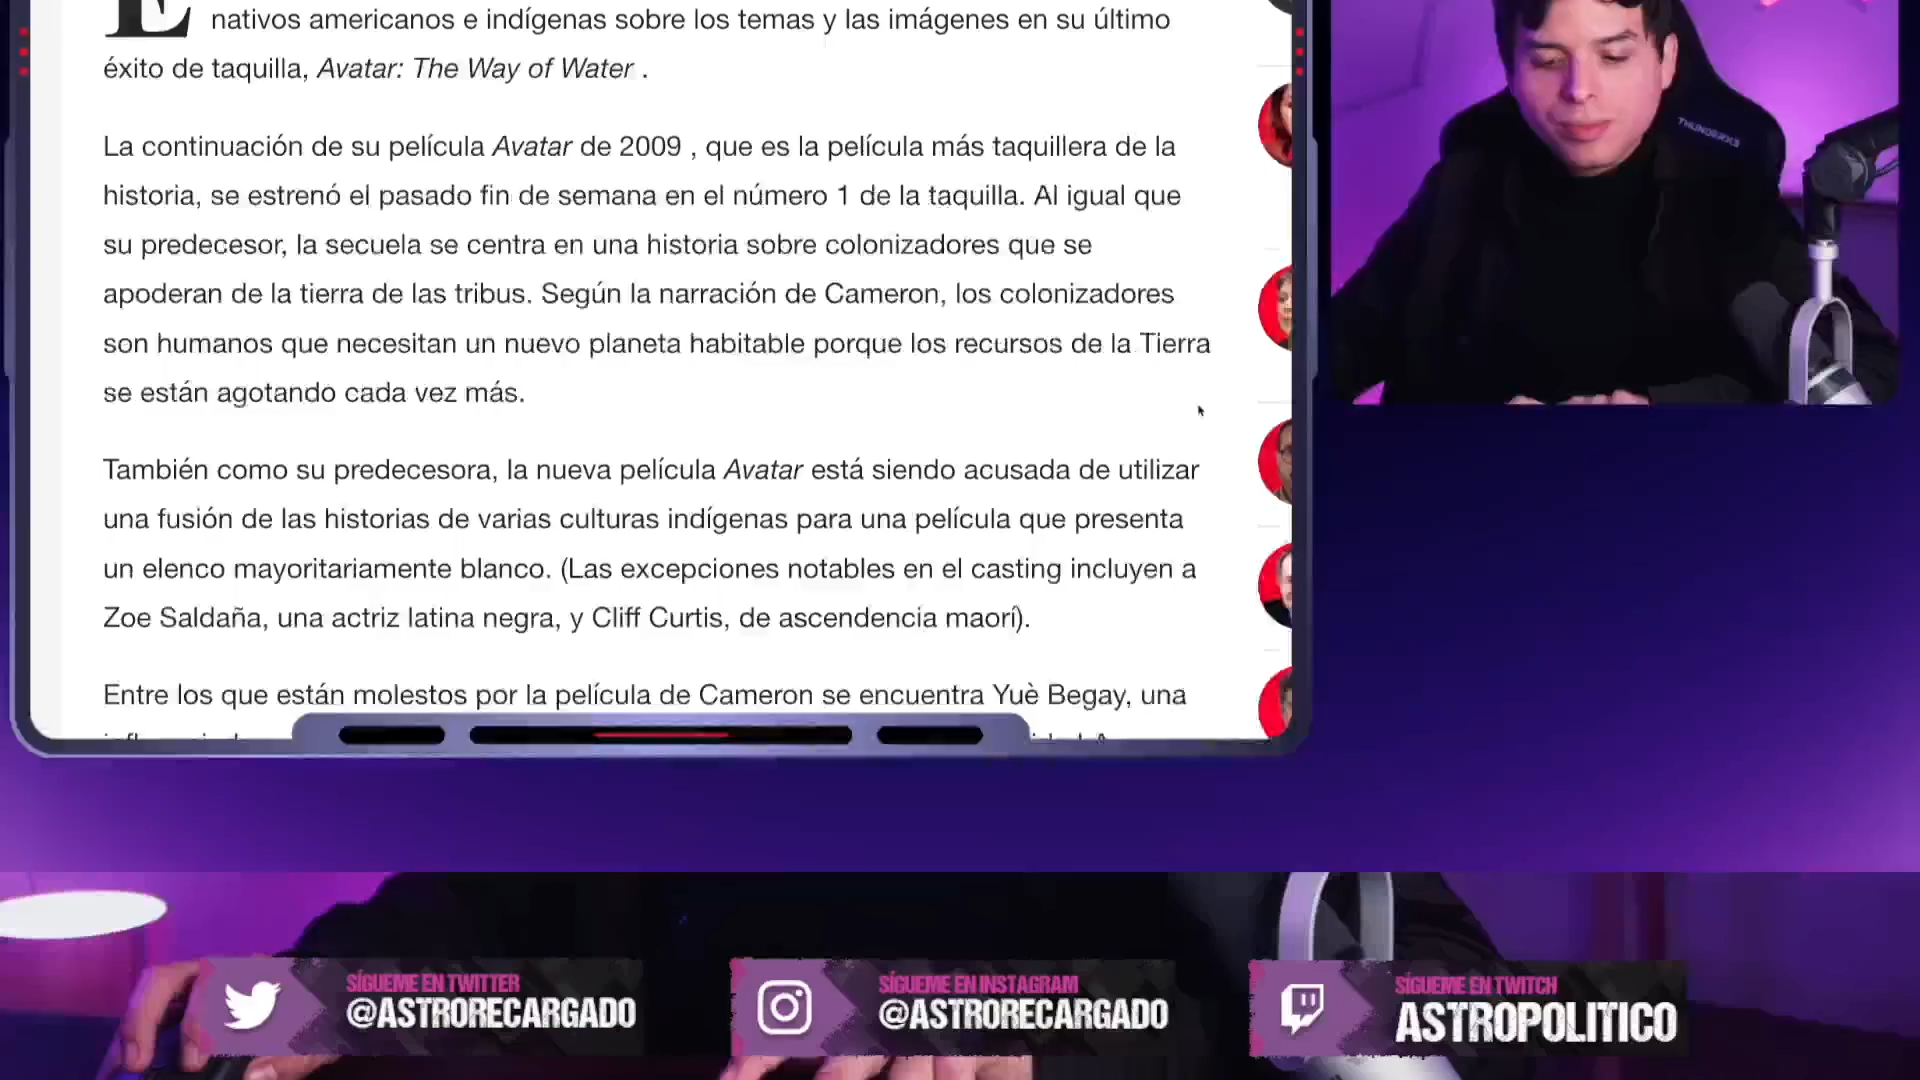 E
nativos americanos e indígenas sobre los temas y las imágenes en su último
éxito de taquilla, Avatar: The Way of Water .
La continuación de su película Avatar de 2009 , que es la película más taquillera de la
historia, se estrenó el pasado fin de semana en el número 1 de la taquilla. Al igual que
su predecesor, la secuela se centra en una historia sobre colonizadores que se
apoderan de la tierra de las tribus. Según la narración de Cameron, los colonizadores
son humanos que necesitan un nuevo planeta habitable porque los recursos de la Tierra
se están agotando cada vez más.
También como su predecesora, la nueva película Avatar está siendo acusada de utilizar
una fusión de las historias de varias culturas indígenas para una película que presenta
un elenco mayoritariamente blanco. (Las excepciones notables en el casting incluyen a
Zoe Saldaña, una actriz latina negra, y Cliff Curtis, de ascendencia maorí).
Entre los que están molestos por la película de Cameron se encuentra Yuè Begay, una
THUNDERX3
SÍGUEME EN TWITTER
@ASTRORECARGADO
SÍGUEME EN INSTAGRAM
@ASTRORECARGADO
SÍGUEME EN TWITCH
ASTROPOLITICO